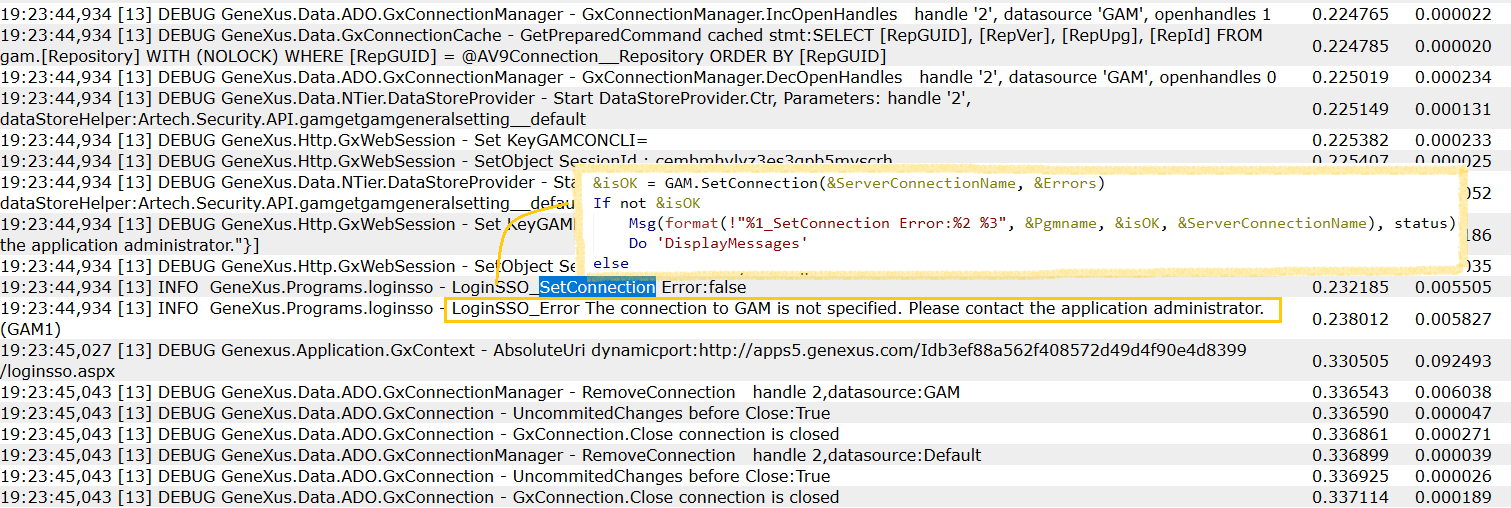 19:23:44,934 [13] DEBUG GeneXus.Data.ADO.GxConnectionManager - GxConnectionManager.IncOpenHandles handle '2', datasource 'GAM', openhandles 1 0.224765 0.000022
19:23:44,934 [13] DEBUG GeneXus.Data.GxConnectionCache - GetPreparedCommand cached stmt:SELECT [RepGUID], [RepVer], [RepUpg], [RepId] FROM
gam.[Repository] WITH (NOLOCK) WHERE [RepGUID] = @AV9Connection__Repository ORDER BY [RepGUID] 0.224785 0.000020
19:23:44,934 [13] DEBUG GeneXus.Data.ADO.GxConnectionManager - GxConnectionManager.DecOpenHandles handle '2', datasource 'GAM', openhandles 0 0.225019 0.000234
19:23:44,934 [13] DEBUG GeneXus.Data.NTier.DataStoreProvider - Start DataStoreProvider.Ctr, Parameters: handle '2',
dataStoreHelper:Artech.Security.API.gamgetgamgeneralsetting__default 0.225149 0.000131
19:23:44,934 [13] DEBUG GeneXus.Http.GxWebSession - Set KeyGAMCONCLI= 0.225382 0.000233
19:23:44,934 [13] DEBUG GeneXus.Http.GxWebSession - SetObject SessionId : 0.225407 0.000025
19:23:44,934 [13] DEBUG GeneXus.Data.NTier.DataStoreProvider - Sta
dataStoreHelper:Artech.Security.API.gamgetgamgeneralsetting__defau 052
19:23:44,934 [13] DEBUG GeneXus.Http.GxWebSession - Set KeyGAM
the application administrator."}] 186
19:23:44,934 [13] DEBUG GeneXus.Http.GxWebSession - SetObject Se 035
&isOK = GAM.SetConnection(&ServerConnectionName, &Errors)
If not &isOK
Msg(format(!"%1_SetConnection Error:%2 %3", &Pgmname, &isOK, &ServerConnectionName), status)
Do 'DisplayMessages'
else
19:23:44,934 [13] INFO GeneXus.Programs.loginsso - LoginSSO_SetConnection Error:false 0.232185 0.005505
19:23:44,934 [13] INFO GeneXus.Programs.loginsso - LoginSSO_Error The connection to GAM is not specified. Please contact the application administrator.
(GAM1) 0.238012 0.005827
19:23:45,027 [13] DEBUG Genexus.Application.GxContext - AbsoluteUri dynamicport:http://apps5.genexus.com/Idb3ef88a562f408572d49d4f90e4d8399
/loginsso.aspx 0.330505 0.092493
19:23:45,043 [13] DEBUG GeneXus.Data.ADO.GxConnectionManager - RemoveConnection handle 2,datasource:GAM 0.336543 0.006038
19:23:45,043 [13] DEBUG GeneXus.Data.ADO.GxConnection - UncommitedChanges before Close:True 0.336590 0.000047
19:23:45,043 [13] DEBUG GeneXus.Data.ADO.GxConnection - GxConnection.Close connection is closed 0.336861 0.000271
19:23:45,043 [13] DEBUG GeneXus.Data.ADO.GxConnectionManager - RemoveConnection handle 2,datasource:Default 0.336899 0.000039
19:23:45,043 [13] DEBUG GeneXus.Data.ADO.GxConnection - UncommitedChanges before Close:True 0.336925 0.000026
19:23:45,043 [13] DEBUG GeneXus.Data.ADO.GxConnection - GxConnection.Close connection is closed 0.337114 0.000189